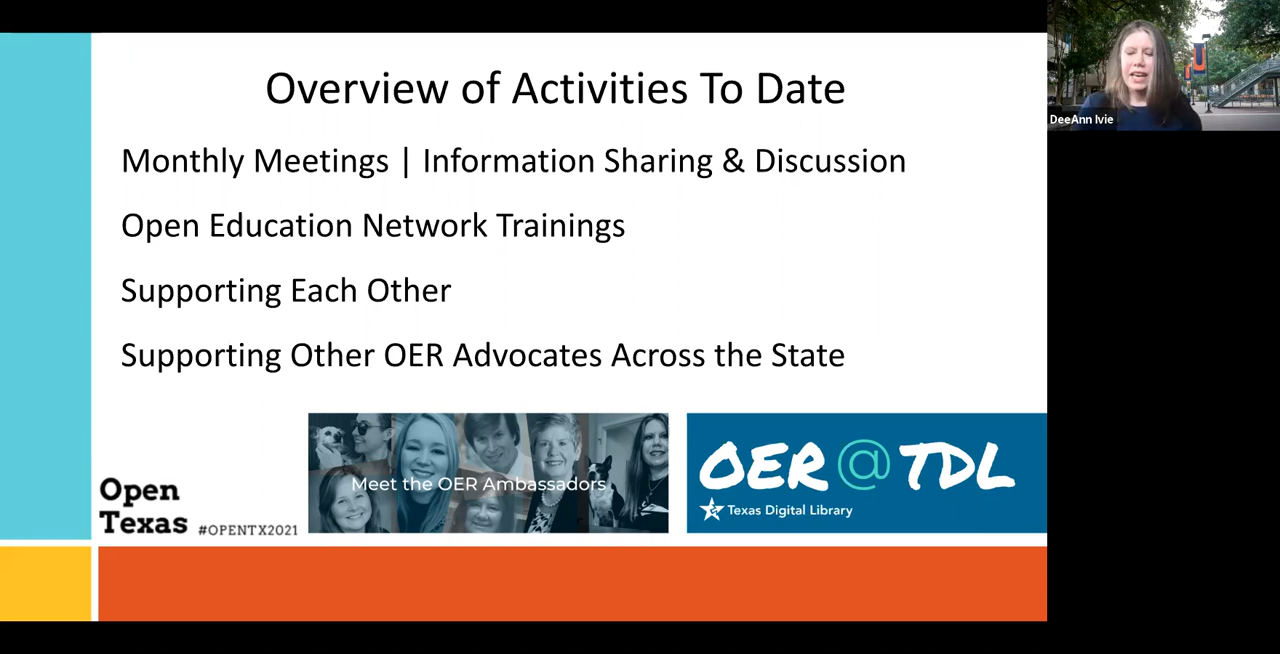 Overview of Activities To Date
DeeAnn Ivie
Monthly Meetings | Information Sharing & Discussion
Open Education Network Trainings
Supporting Each Other
Supporting Other OER Advocates Across the State
Open
Texas #OPENTX2021
Meet the OER Ambassadors
OER@TDL
Texas Digital Library